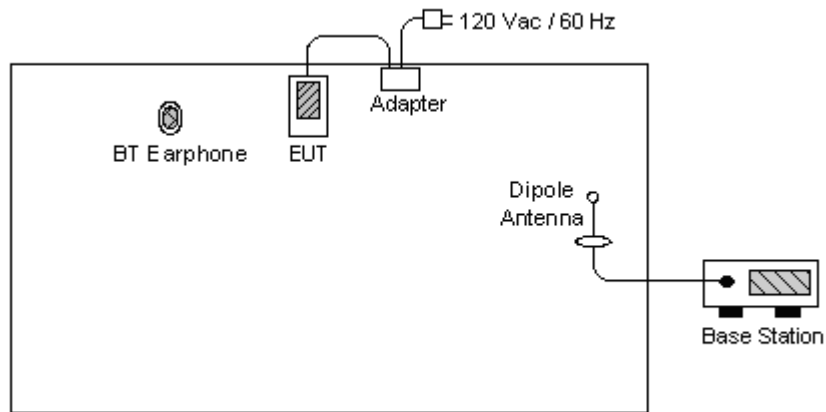 120 Vac / 60 Hz
Adapter
BT Earphone
EUT
Dipole
Antenna
Base Station